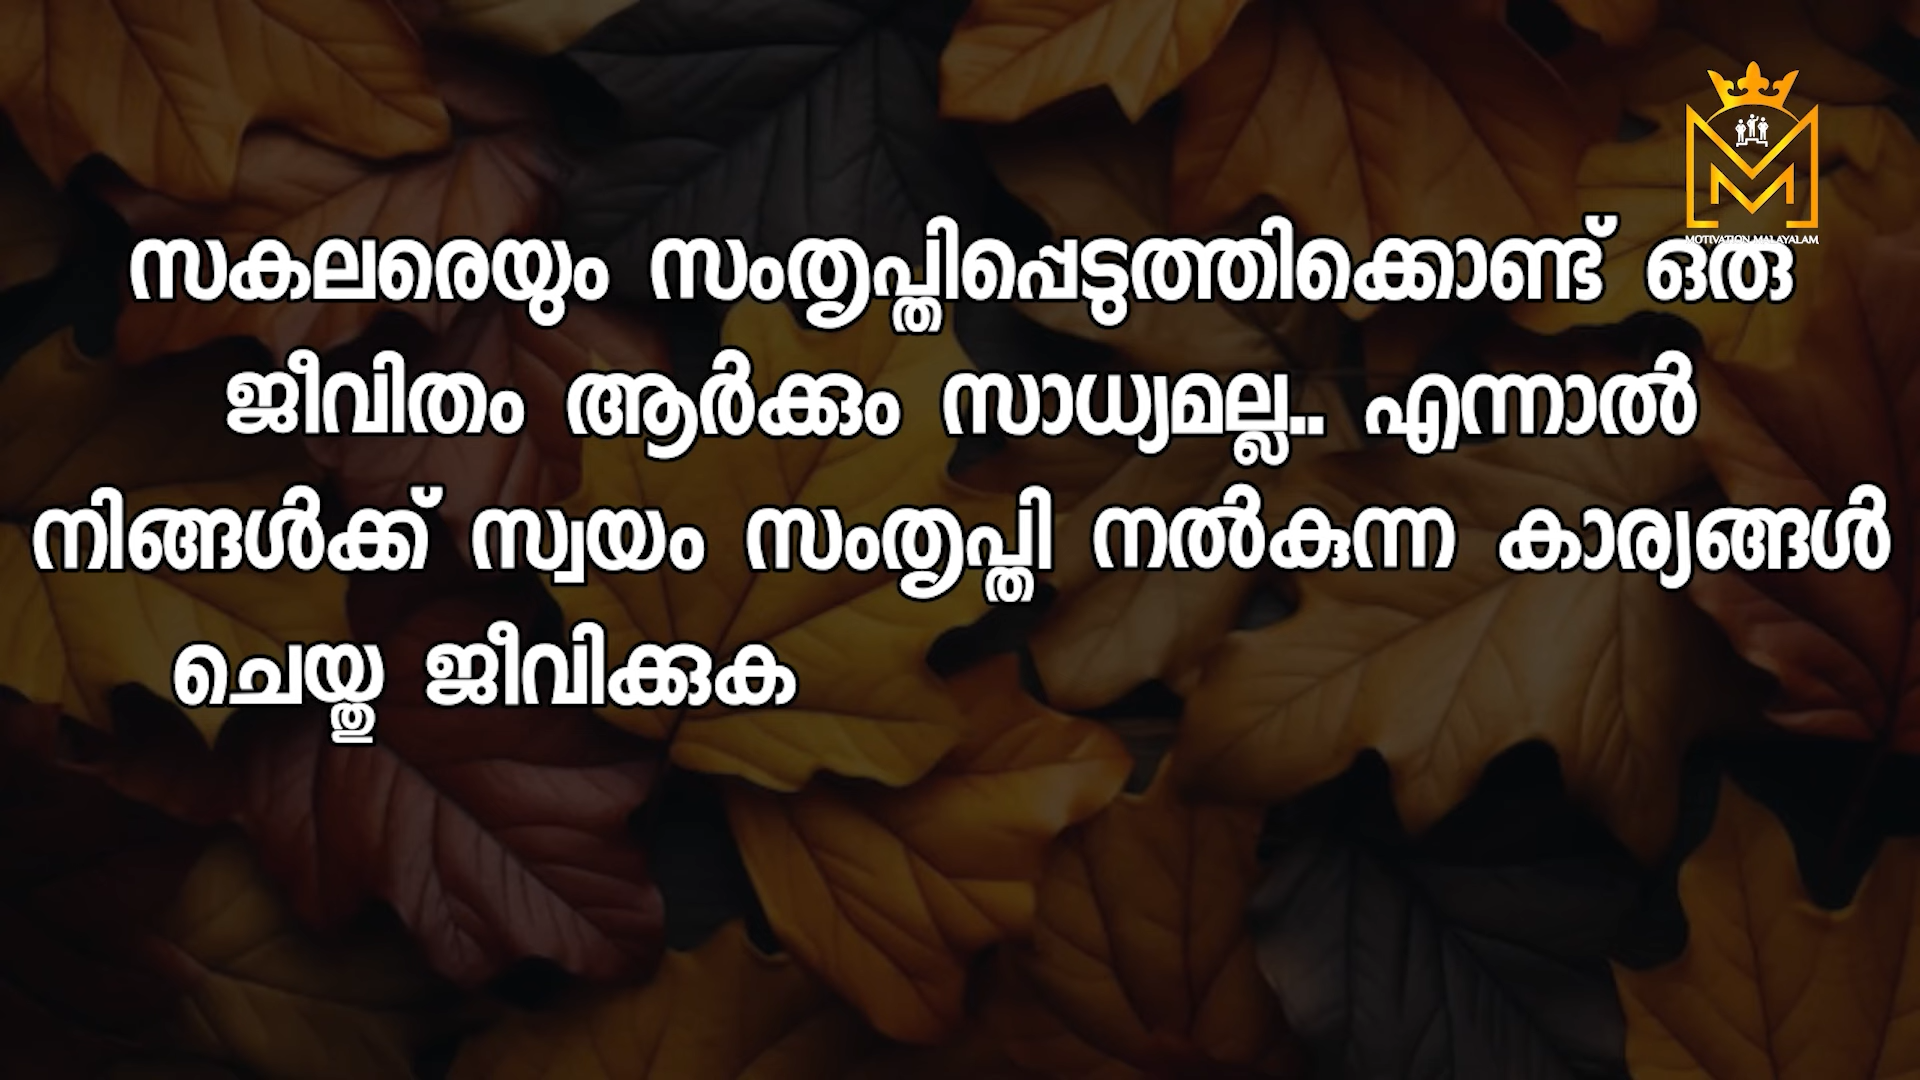 MOTIVATION MALAYALAM
സകലരെയും സംതൃപ്തിപ്പെടുത്തിക്കൊണ്ട് ഒരു
ജീവിതം ആർക്കും സാധ്യമല്ല.. എന്നാൽ
നിങ്ങൾക്ക് സ്വയം സംതൃപ്തി നൽകുന്ന കാര്യങ്ങൾ
ചെയ്തു ജീവിക്കുക